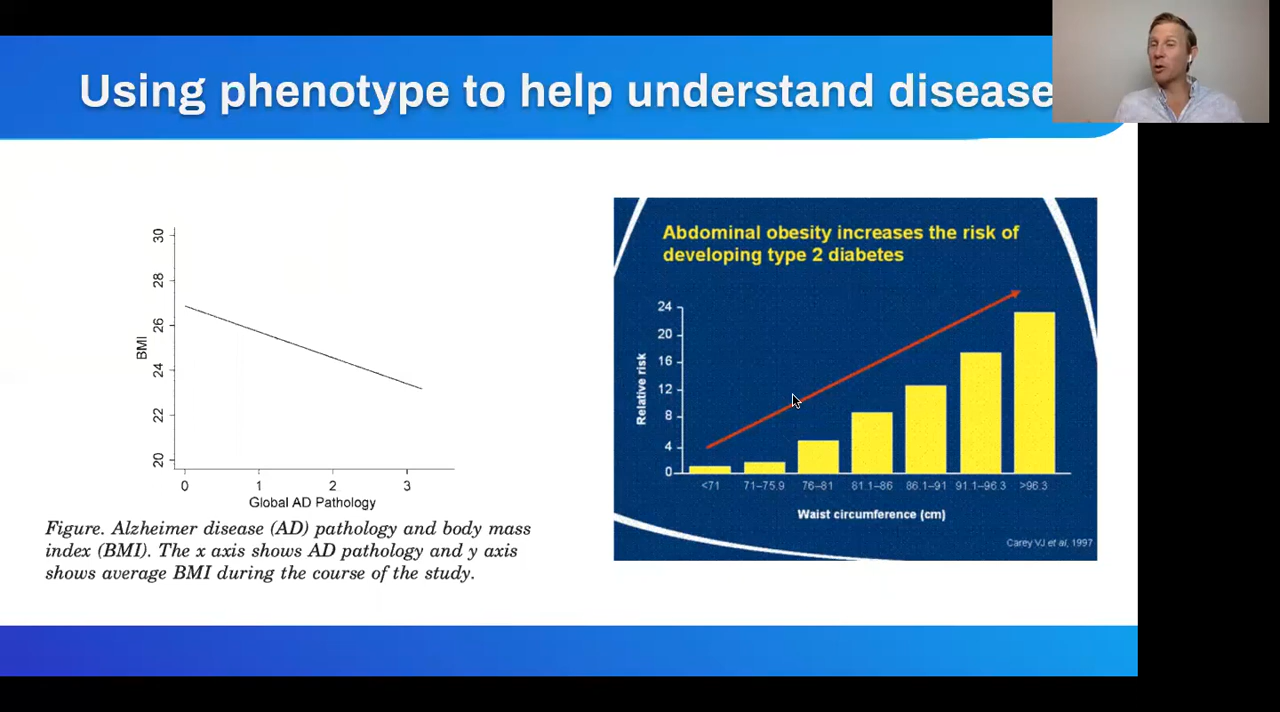 Using phenotype to help understand disease
30
28
26
24
22
20
BMI
0 1 2 3
Global AD Pathology
Figure. Alzheimer disease (AD) pathology and body mass
index (BMI). The x axis shows AD pathology and y axis
shows average BMI during the course of the study.
Abdominal obesity increases the risk of
developing type 2 diabetes
24
20
16
12
8
4
0
Relative risk
<71 71–75.9 76–81 81.1–86 86.1–91 91.1–96.3 >96.3
Waist circumference (cm)
Carey VJ et al, 1997